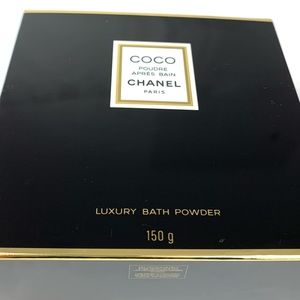 COCO
POUDRE
APRÈS BAIN
CHANEL
PARIS
LUXURY BATH POWDER
150 g